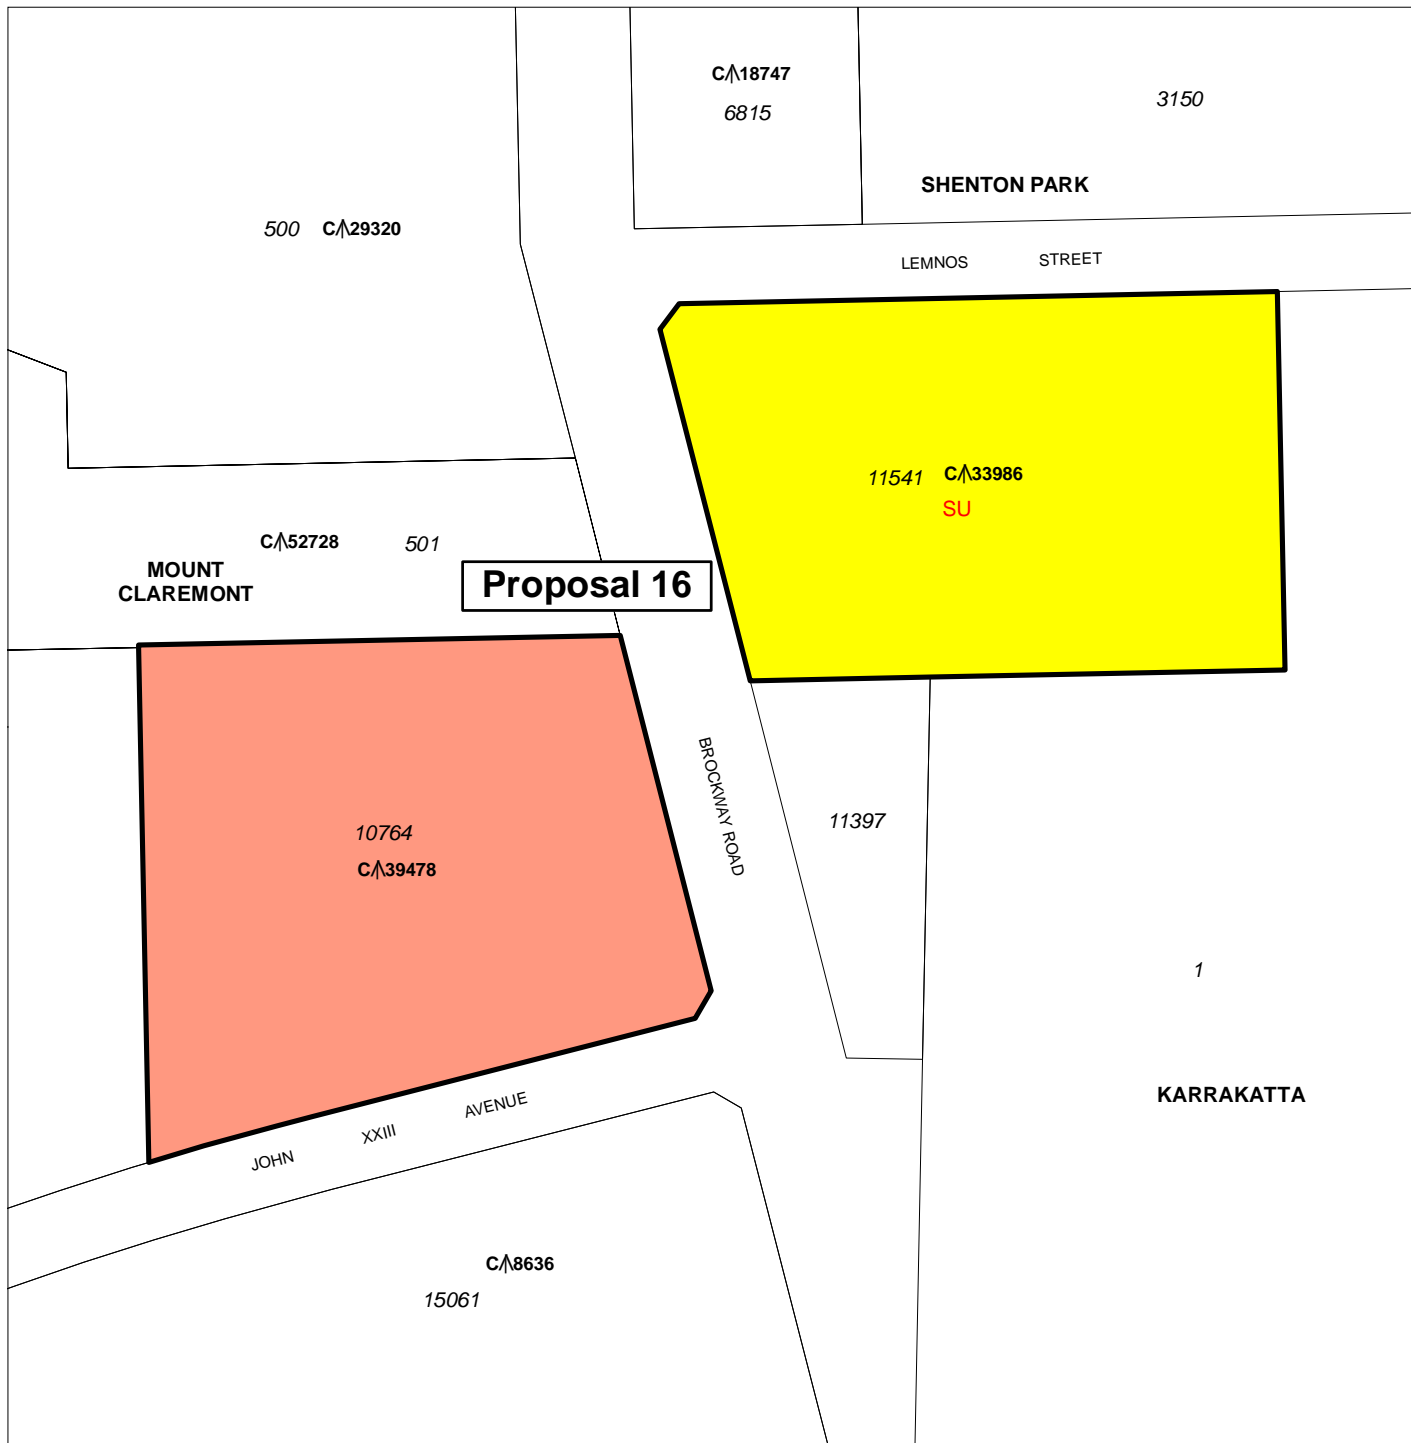 C/|\18747
6815
3150
SHENTON PARK
500 C/|\29320
LEMNOS STREET
11541 C/|\33986
SU
C/|\52728 501
MOUNT
CLAREMONT
Proposal 16
BROCKWAY ROAD
10764
C/|\39478
11397
1
KARRAKATTA
JOHN XXIII AVENUE
C/|\8636
15061